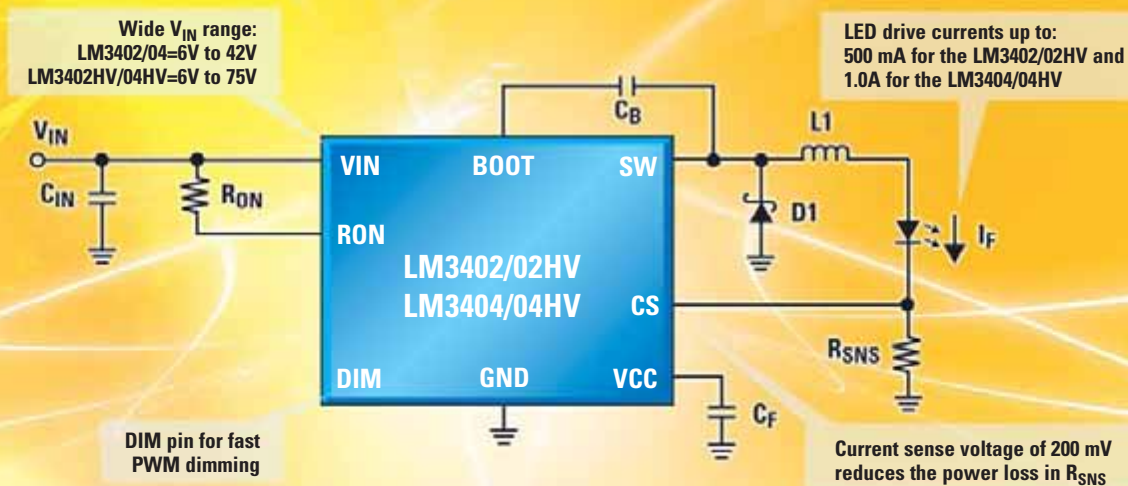 Wide VIN range:
LM3402/04=6V to 42V
LM3402HV/04HV=6V to 75V
LED drive currents up to:
500 mA for the LM3402/02HV and
1.0A for the LM3404/04HV
VIN
CIN
RON
CB
L1
D1
IF
VIN
BOOT
SW
RON
LM3402/02HV
LM3404/04HV
CS
RSNS
DIM
GND
VCC
CF
DIM pin for fast
PWM dimming
Current sense voltage of 200 mV
reduces the power loss in RSNS